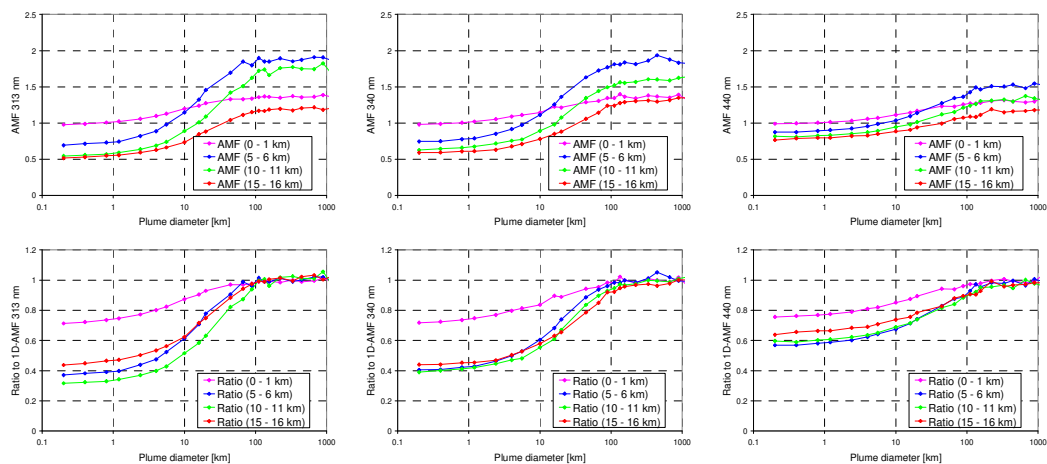 2.5
2
1.5
1
0.5
0
AMF 313 nm
0.1
1
10
100
1000
Plume diameter [km]
AMF (0 - 1 km)
AMF (5 - 6 km)
AMF (10 - 11 km)
AMF (15 - 16 km)
2.5
2
1.5
1
0.5
0
AMF 340 nm
0.1
1
10
100
1000
Plume diameter [km]
AMF (0 - 1 km)
AMF (5 - 6 km)
AMF (10 - 11 km)
AMF (15 - 16 km)
2.5
2
1.5
1
0.5
0
AMF 440 nm
0.1
1
10
100
1000
Plume diameter [km]
AMF (0 - 1 km)
AMF (5 - 6 km)
AMF (10 - 11 km)
AMF (15 - 16 km)
1.2
1
0.8
0.6
0.4
0.2
0
Ratio to 1D-AMF 313 nm
0.1
1
10
100
1000
Plume diameter [km]
Ratio (0 - 1 km)
Ratio (5 - 6 km)
Ratio (10 - 11 km)
Ratio (15 - 16 km)
1.2
1
0.8
0.6
0.4
0.2
0
Ratio to 1D-AMF 340 nm
0.1
1
10
100
1000
Plume diameter [km]
Ratio (0 - 1 km)
Ratio (5 - 6 km)
Ratio (10 - 11 km)
Ratio (15 - 16 km)
1.2
1
0.8
0.6
0.4
0.2
0
Ratio to 1D-AMF 440 nm
0.1
1
10
100
1000
Plume diameter [km]
Ratio (0 - 1 km)
Ratio (5 - 6 km)
Ratio (10 - 11 km)
Ratio (15 - 16 km)